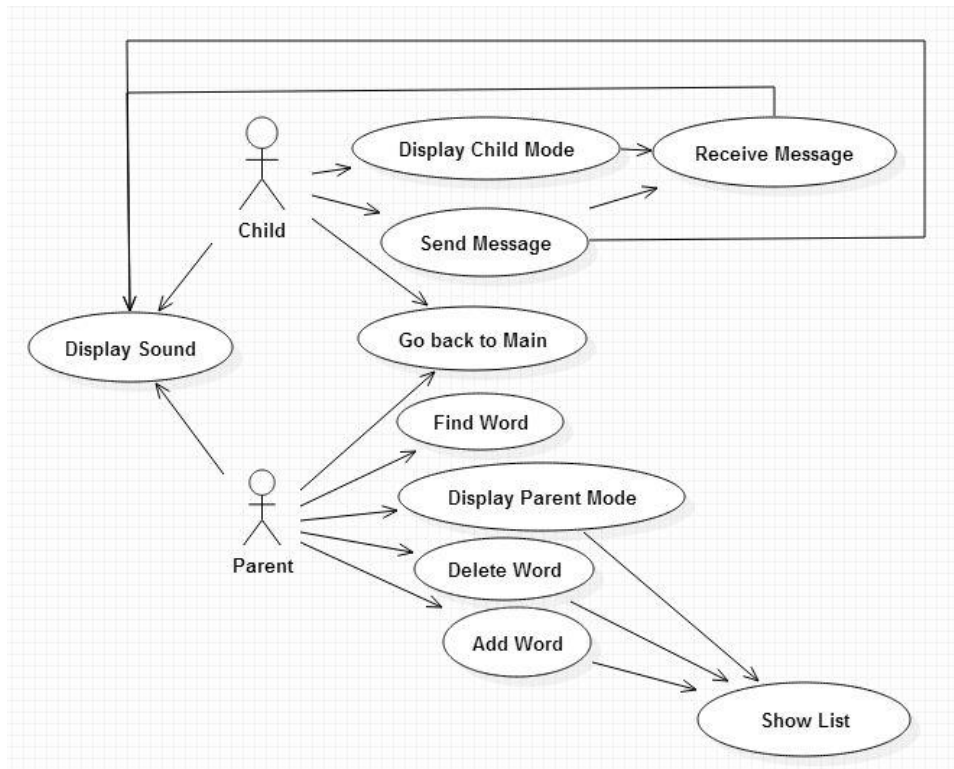 Display Child Mode
Receive Message
Child
Send Message
Display Sound
Go back to Main
Find Word
Display Parent Mode
Parent
Delete Word
Add Word
Show List